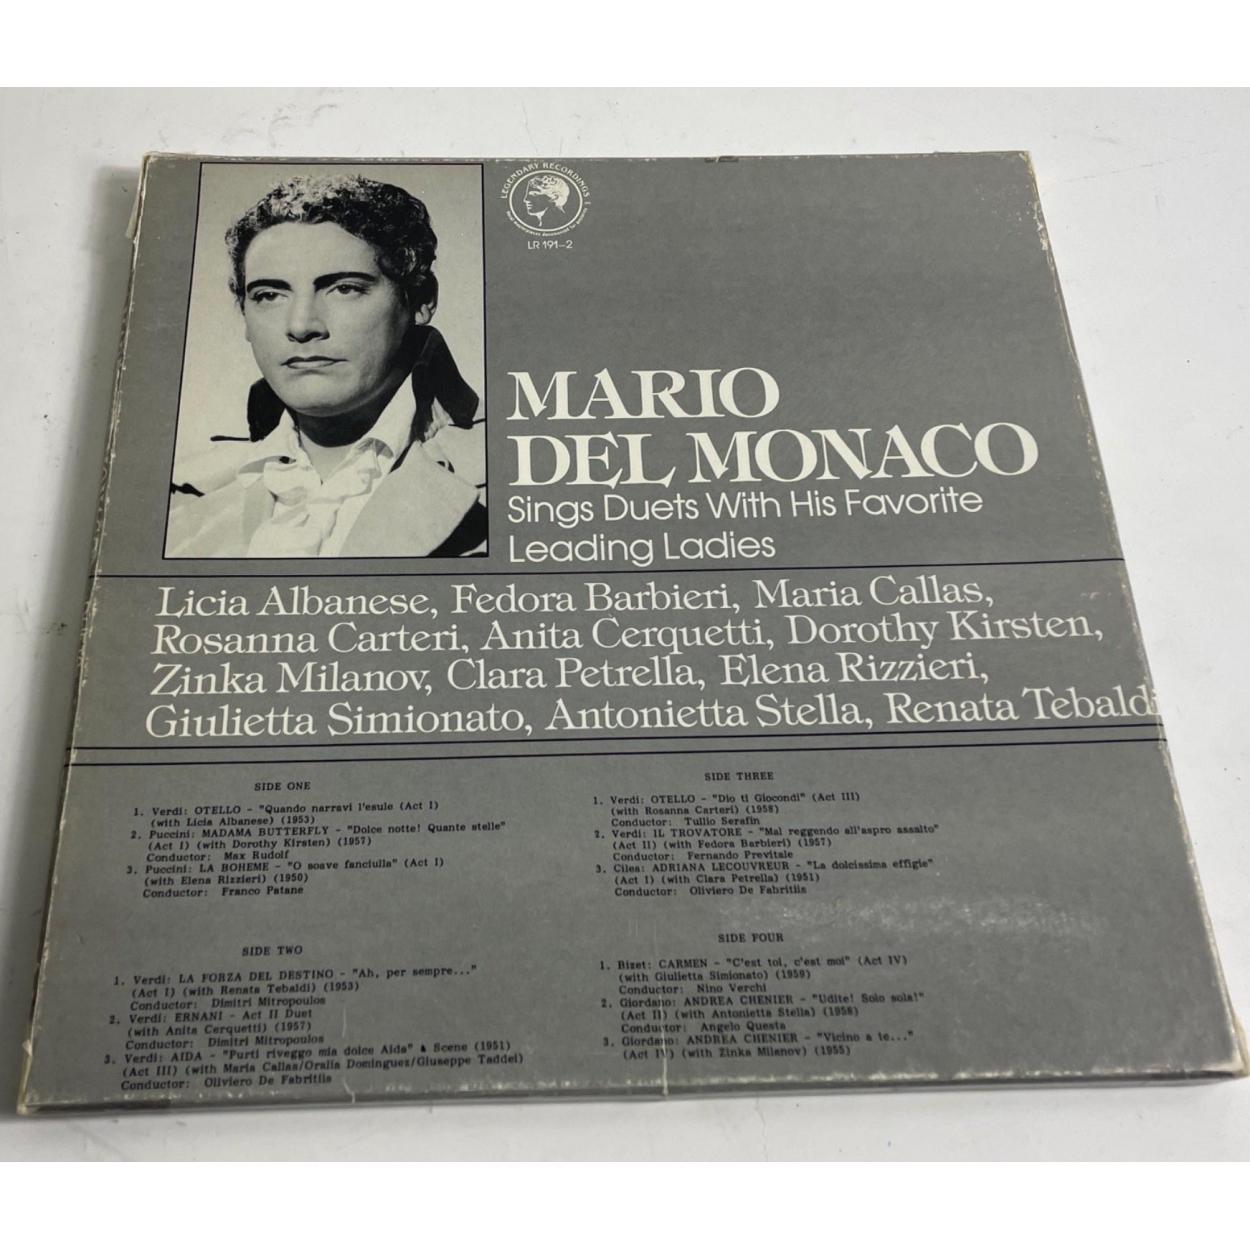 LEGENDARY RECORDINGS
LR 191-2
MARIO
DEL MONACO
Sings Duets With His Favorite
Leading Ladies
Licia Albanese, Fedora Barbieri, Maria Callas,
Rosanna Carteri, Anita Cerquetti, Dorothy Kirsten,
Zinka Milanov, Clara Petrella, Elena Rizzieri,
Giulietta Simionato, Antonietta Stella, Renata Tebaldi
SIDE ONE
1. Verdi: OTELLO - "Quando narravi l'esule (Act I)
(with Licia Albanese) (1953)
2. Puccini: MADAMA BUTTERFLY - "Dolce notte! Quante stelle"
(Act I) (with Dorothy Kirsten) (1957)
Conductor: Max Rudolf
3. Puccini: LA BOHEME - "O soave fanciulla" (Act I)
(with Elena Rizzieri) (1950)
Conductor: Franco Patane
SIDE TWO
1. Verdi: LA FORZA DEL DESTINO - "Ah, per sempre..."
(Act I) (with Renata Tebaldi) (1953)
Conductor: Dimitri Mitropoulos
2. Verdi: ERNANI - Act II Duet
(with Anita Cerquetti) (1957)
Conductor: Dimitri Mitropoulos
3. Verdi: AIDA - "Purti riveggo mia dolce Aida" & Scene (1951)
(Act III) (with Maria Callas/Oralia Dominguez/Giuseppe Taddei)
Conductor: Oliviero De Fabritiis
SIDE THREE
1. Verdi: OTELLO - "Dio ti Giocondi" (Act III)
(with Rosanna Carteri) (1958)
Conductor: Tullio Serafin
2. Verdi: IL TROVATORE - "Mal reggendo all'aspro assalto"
(Act II) (with Fedora Barbieri) (1957)
Conductor: Fernando Previtale
3. Cilea: ADRIANA LECOUVREUR - "La dolcissima effigie"
(Act I) (with Clara Petrella) (1951)
Conductor: Oliviero De Fabritiis
SIDE FOUR
1. Bizet: CARMEN - "C'est toi, c'est moi" (Act IV)
(with Giulietta Simionato) (1959)
Conductor: Nino Verchi
2. Giordano: ANDREA CHENIER - "Udite! Solo sola!"
(Act II) (with Antonietta Stella) (1958)
Conductor: Angelo Questa
3. Giordano: ANDREA CHENIER - "Vicino a te..."
(Act IV) (with Zinka Milanov) (1955)